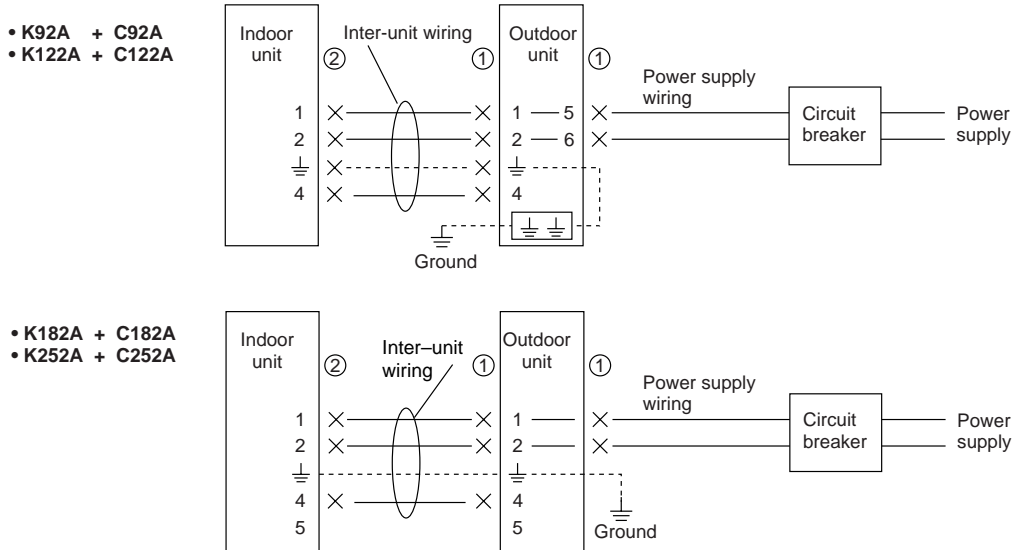 • K92A + C92A
• K122A + C122A
Indoor
unit
Inter-unit wiring
Outdoor
unit
②
①
①
Power supply
wiring
1
1
5
Circuit
breaker
Power
supply
2
2
6
4
4
Ground
• K182A + C182A
• K252A + C252A
Indoor
unit
Inter–unit
wiring
Outdoor
unit
②
①
①
Power supply
wiring
1
1
Circuit
breaker
Power
supply
2
2
4
4
5
5
Ground